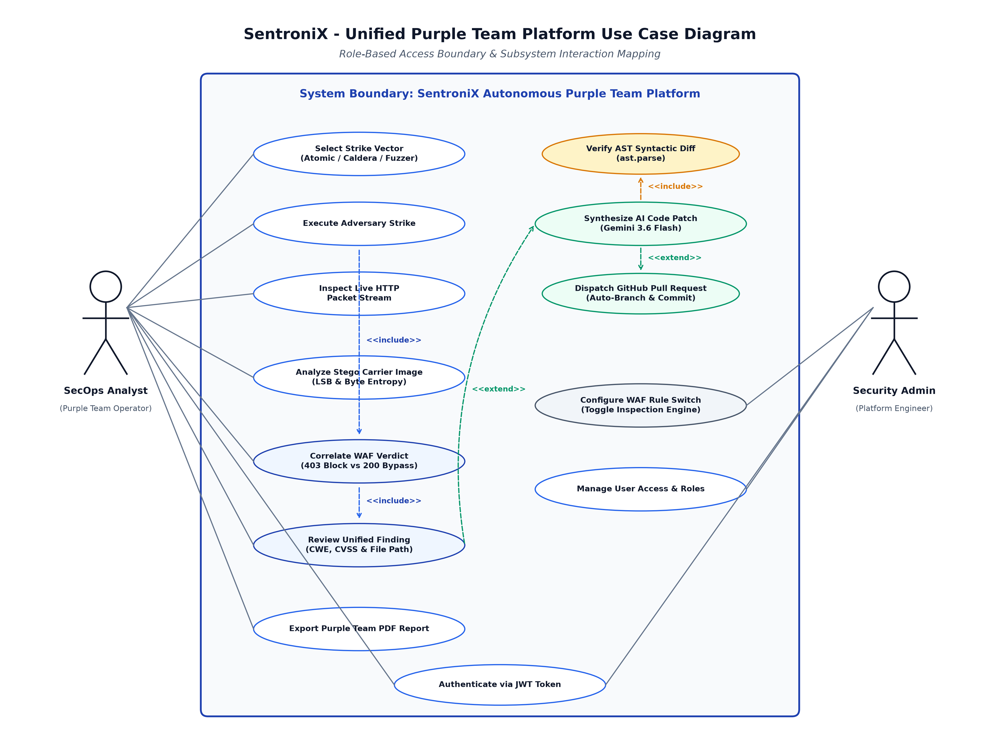 SentroniX - Unified Purple Team Platform Use Case Diagram
Role-Based Access Boundary & Subsystem Interaction Mapping
System Boundary: SentroniX Autonomous Purple Team Platform
Select Strike Vector
(Atomic / Caldera / Fuzzer)
Verify AST Syntactic Diff
(ast.parse)
<<include>>
Execute Adversary Strike
Synthesize AI Code Patch
(Gemini 3.6 Flash)
<<extend>>
Inspect Live HTTP
Packet Stream
Dispatch GitHub Pull Request
(Auto-Branch & Commit)
<<include>>
Analyze Stego Carrier Image
(LSB & Byte Entropy)
<<extend>>
SecOps Analyst
(Purple Team Operator)
Security Admin
(Platform Engineer)
Configure WAF Rule Switch
(Toggle Inspection Engine)
Correlate WAF Verdict
(403 Block vs 200 Bypass)
Manage User Access & Roles
<<include>>
Review Unified Finding
(CWE, CVSS & File Path)
Export Purple Team PDF Report
Authenticate via JWT Token